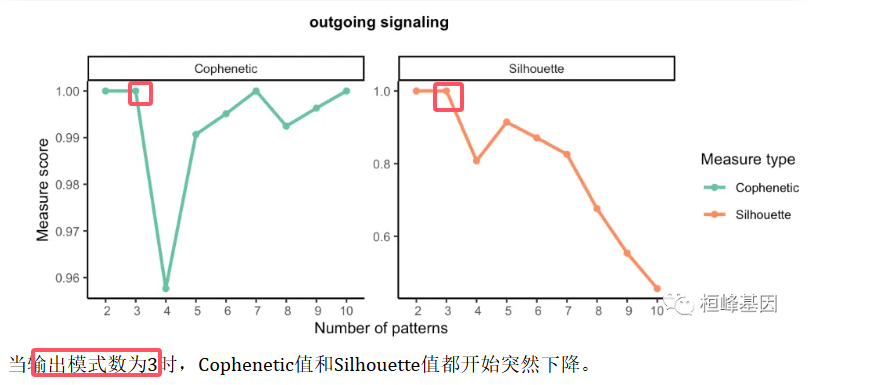 outgoing signaling
Cophenetic
Silhouette
Measure score
1.00
0.99
0.98
0.97
0.96
2 3 4 5 6 7 8 9 10
1.0
0.8
0.6
2 3 4 5 6 7 8 9 10
Number of patterns
Measure type
Cophenetic
Silhouette
桓峰基因
当输出模式数为3时，Cophenetic值和Silhouette值都开始突然下降。